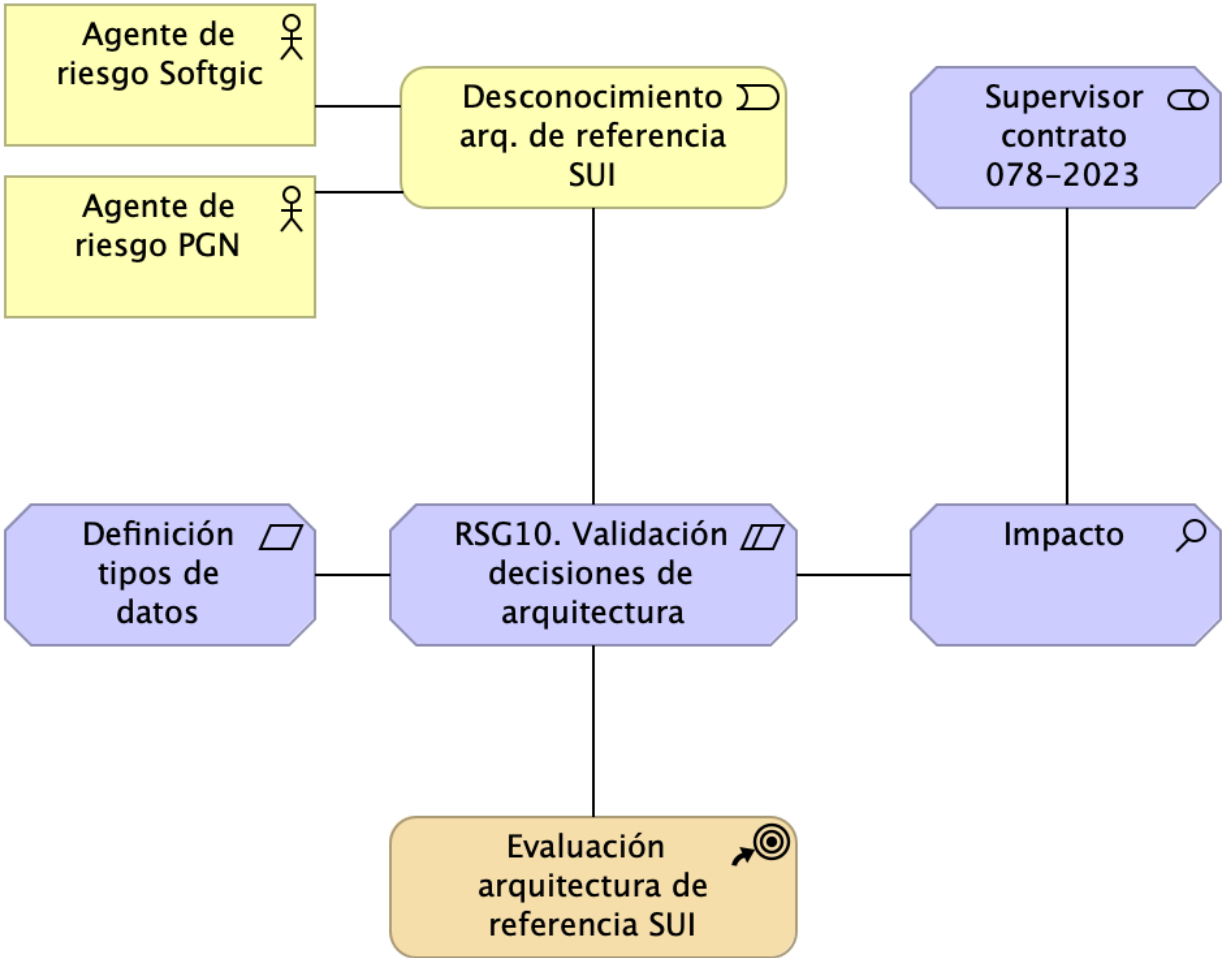 Agente de
riesgo Softgic
Desconocimiento
arq. de referencia
SUI
Supervisor
contrato
078-2023
Agente de
riesgo PGN
Definición
tipos de
datos
RSG10. Validación
decisiones de
arquitectura
Impacto
Evaluación
arquitectura de
referencia SUI